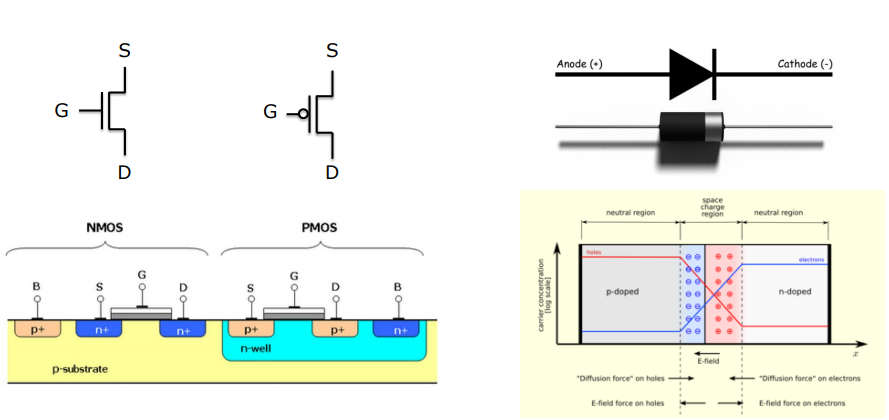 S
S
G
G
D
D
Anode (+)
Cathode (-)
NMOS
PMOS
B
S
G
D
S
G
D
B
p+
n+
n+
p+
p+
n+
n-well
p-substrate
neutral region
space
charge
region
neutral region
holes
electrons
carrier concentration
[log scale]
p-doped
n-doped
⊖ ⊖
⊕ ⊕
E-field
x
"Diffusion force" on holes
"Diffusion force" on electrons
E-field force on holes
E-field force on electrons